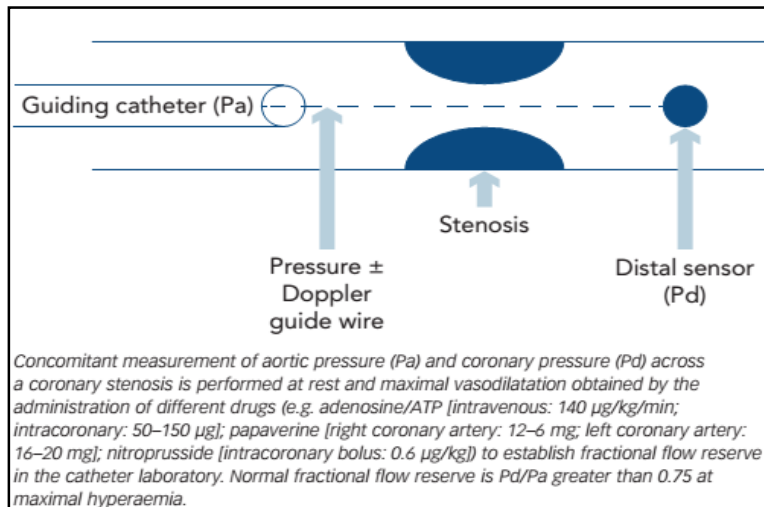 Guiding catheter (Pa)
Stenosis
Pressure ±
Doppler
guide wire
Distal sensor
(Pd)
Concomitant measurement of aortic pressure (Pa) and coronary pressure (Pd) across
a coronary stenosis is performed at rest and maximal vasodilatation obtained by the
administration of different drugs (e.g. adenosine/ATP [intravenous: 140 µg/kg/min;
intracoronary: 50–150 µg]; papaverine [right coronary artery: 12–6 mg; left coronary artery:
16–20 mg]; nitroprusside [intracoronary bolus: 0.6 µg/kg]) to establish fractional flow reserve
in the catheter laboratory. Normal fractional flow reserve is Pd/Pa greater than 0.75 at
maximal hyperaemia.